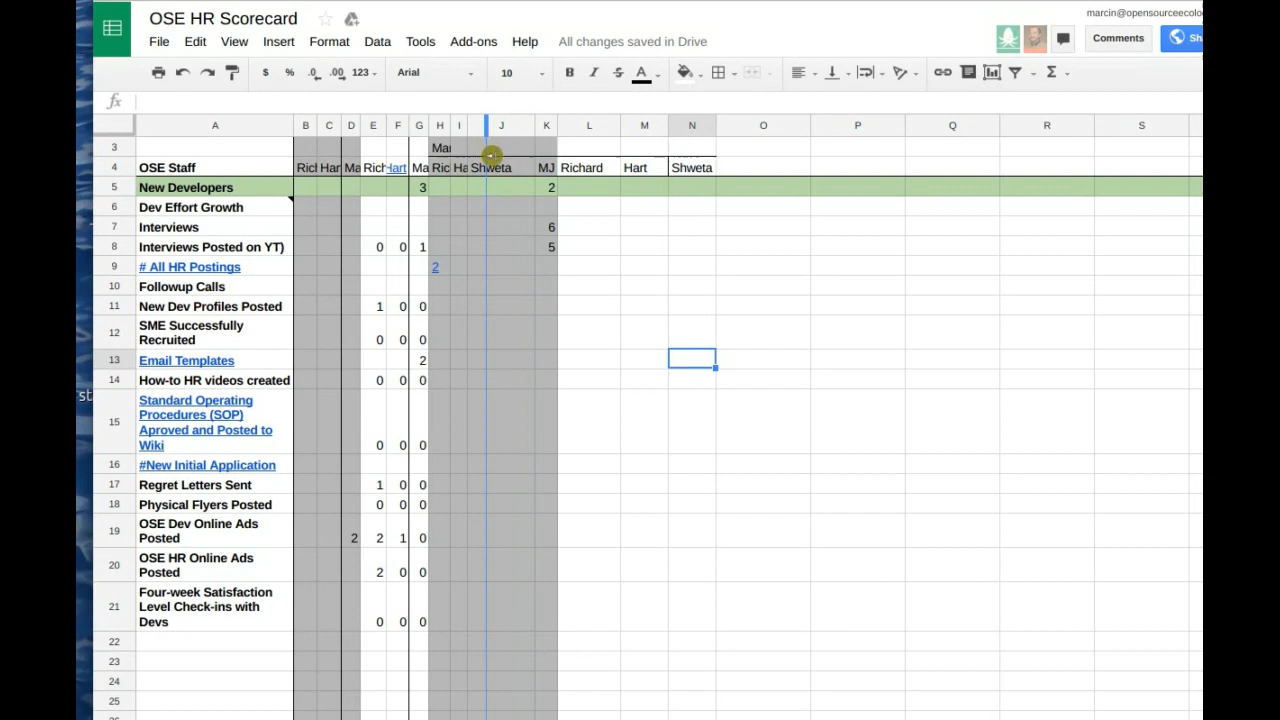 OSE HR Scorecard
marcin@opensourceecolo
File Edit View Insert Format Data Tools Add-ons Help All changes saved in Drive
Comments
Sh
$ % .0 .00 123 Arial 10 B I S A Σ
fx
A B C D E F G H I J K L M N O P Q R S
3 Mar
4 OSE Staff Rich Har Ma Rich Hart Ma Ric Ha Shweta MJ Richard Hart Shweta
5 New Developers 3 2
6 Dev Effort Growth
7 Interviews 6
8 Interviews Posted on YT) 0 0 1 5
9 # All HR Postings 2
10 Followup Calls
11 New Dev Profiles Posted 1 0 0
12 SME Successfully
Recruited 0 0 0
13 Email Templates 2
14 How-to HR videos created 0 0 0
st
15 Standard Operating
Procedures (SOP)
Aproved and Posted to
Wiki 0 0 0
16 #New Initial Application
17 Regret Letters Sent 1 0 0
18 Physical Flyers Posted 0 0 0
19 OSE Dev Online Ads
Posted 2 2 1 0
20 OSE HR Online Ads
Posted 2 0 0
21 Four-week Satisfaction
Level Check-ins with
Devs 0 0 0
22
23
24
25